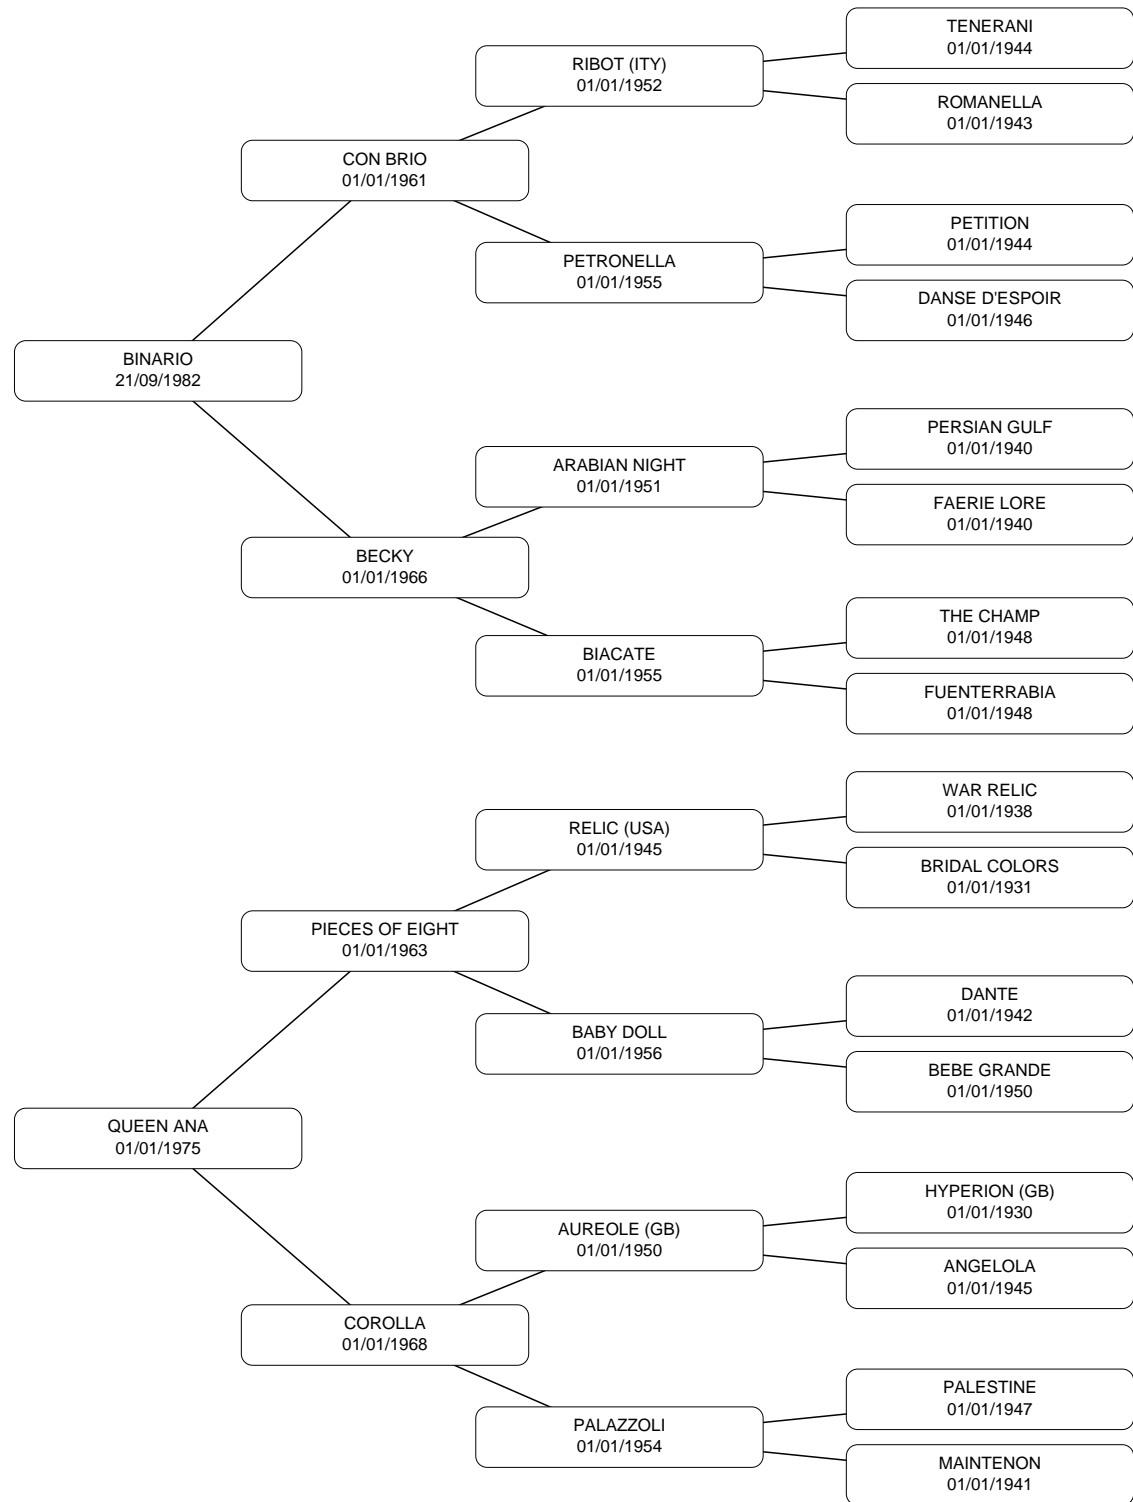 TENERANI
01/01/1944
RIBOT (ITY)
01/01/1952
ROMANELLA
01/01/1943
CON BRIO
01/01/1961
PETITION
01/01/1944
PETRONELLA
01/01/1955
DANSE D'ESPOIR
01/01/1946
BINARIO
21/09/1982
PERSIAN GULF
01/01/1940
ARABIAN NIGHT
01/01/1951
FAERIE LORE
01/01/1940
BECKY
01/01/1966
THE CHAMP
01/01/1948
BIACATE
01/01/1955
FUENTERRABIA
01/01/1948
WAR RELIC
01/01/1938
RELIC (USA)
01/01/1945
BRIDAL COLORS
01/01/1931
PIECES OF EIGHT
01/01/1963
DANTE
01/01/1942
BABY DOLL
01/01/1956
BEBE GRANDE
01/01/1950
QUEEN ANA
01/01/1975
HYPERION (GB)
01/01/1930
AUREOLE (GB)
01/01/1950
ANGELOLA
01/01/1945
COROLLA
01/01/1968
PALESTINE
01/01/1947
PALAZZOLI
01/01/1954
MAINTENON
01/01/1941